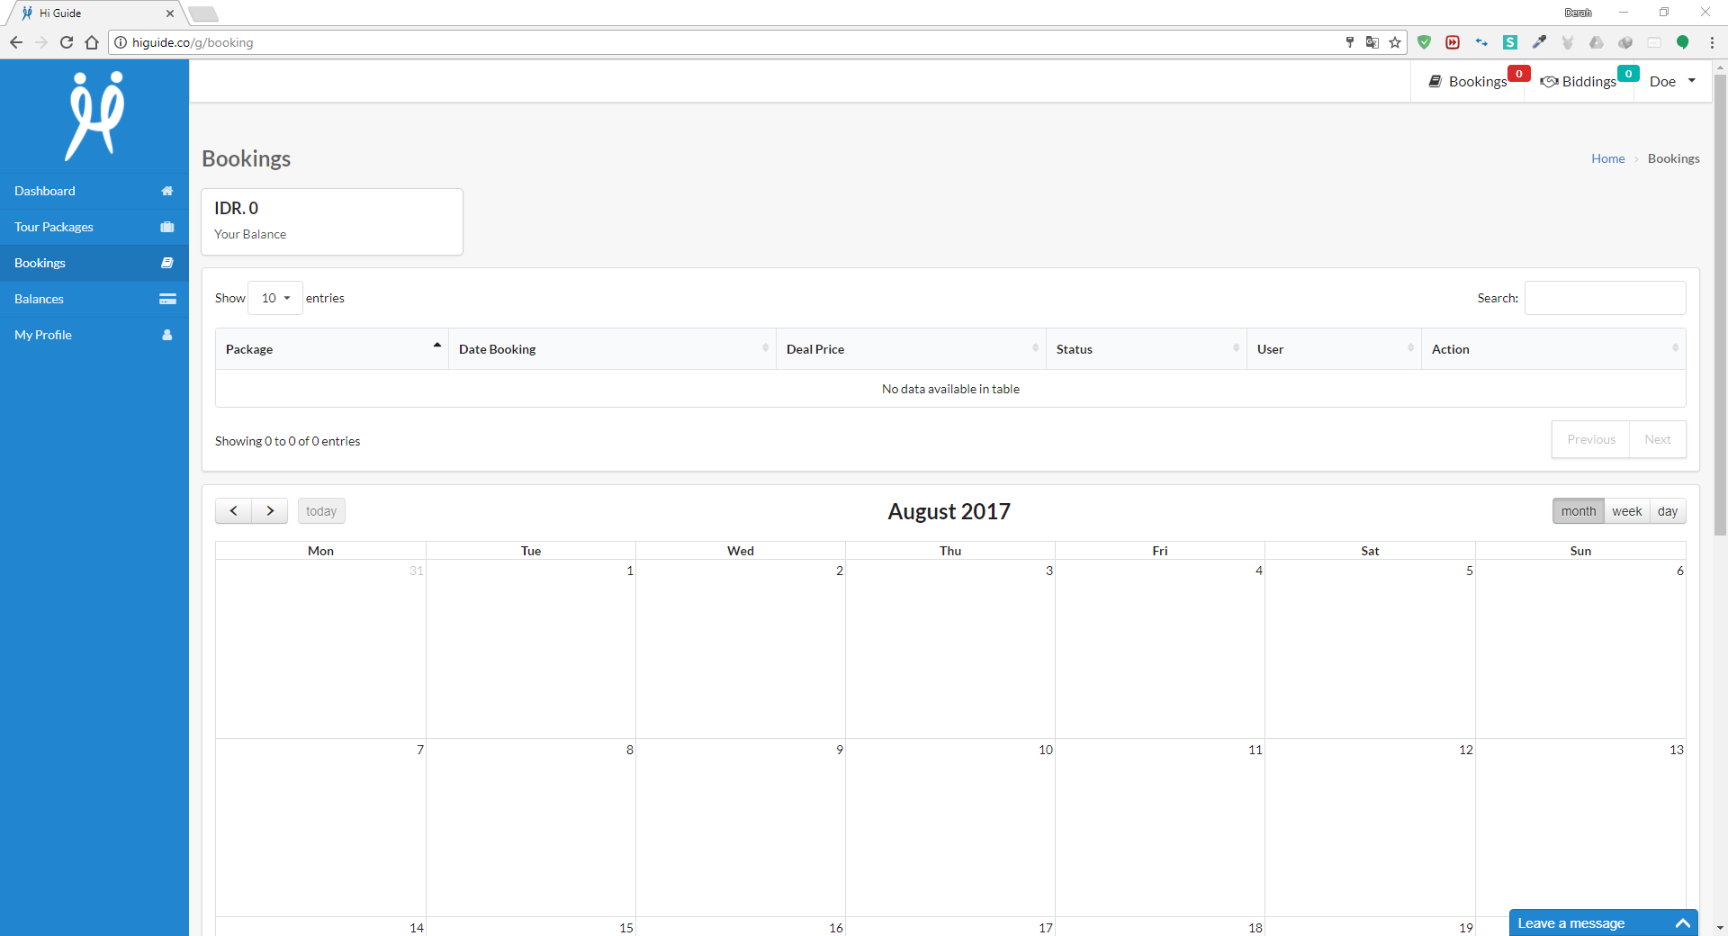 Hi Guide
Derah
higuide.co/g/booking
Bookings 0
Biddings 0
Doe
Dashboard
Tour Packages
Bookings
Balances
My Profile
Bookings
Home › Bookings
IDR. 0
Your Balance
Show 10 entries
Search:
Package Date Booking Deal Price Status User Action
No data available in table
Showing 0 to 0 of 0 entries
Previous Next
today
August 2017
month week day
Mon Tue Wed Thu Fri Sat Sun
31 1 2 3 4 5 6
7 8 9 10 11 12 13
14 15 16 17 18 19
Leave a message